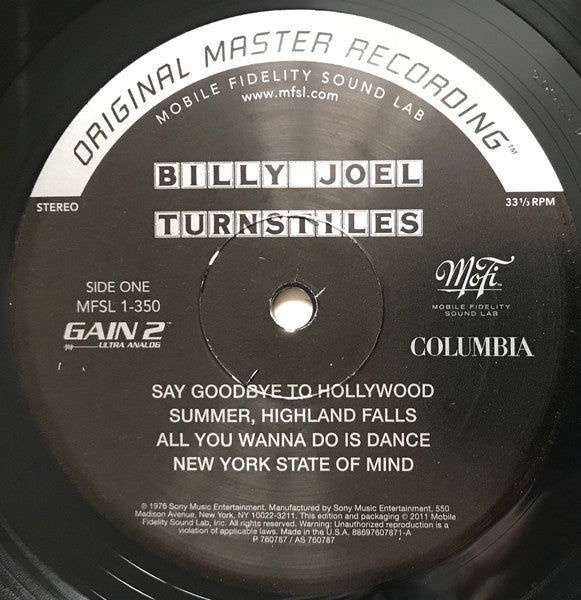 ORIGINAL MASTER RECORDING™
MOBILE FIDELITY SOUND LAB
www.mfsl.com
BILLY JOEL
TURNSTILES
STEREO
33 1/3 RPM
SIDE ONE
MFSL 1-350
GAIN 2™
ULTRA ANALOG
MoFi
MOBILE FIDELITY
SOUND LAB
COLUMBIA
SAY GOODBYE TO HOLLYWOOD
SUMMER, HIGHLAND FALLS
ALL YOU WANNA DO IS DANCE
NEW YORK STATE OF MIND
℗ 1976 Sony Music Entertainment. Manufactured by Sony Music Entertainment, 550
Madison Avenue, New York, NY 10022-3211. This edition and packaging © 2011 Mobile
Fidelity Sound Lab, Inc. All rights reserved. Warning: Unauthorized reproduction is a
violation of applicable laws. Made in the U.S.A. 88697607871-A
P 760787 / AS 760787